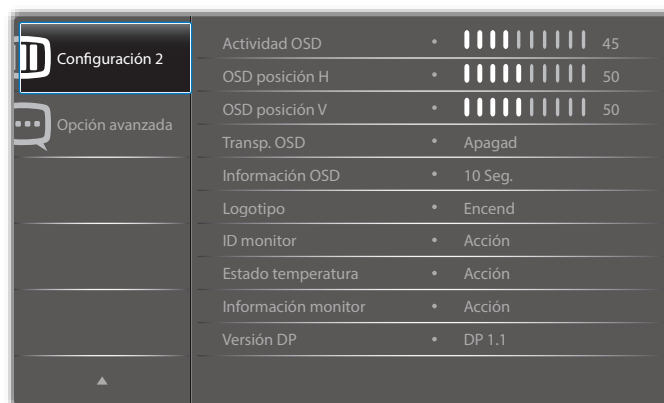 Configuración 2
Opción avanzada
Actividad OSD • 45
OSD posición H • 50
OSD posición V • 50
Transp. OSD • Apagad
Información OSD • 10 Seg.
Logotipo • Encend
ID monitor • Acción
Estado temperatura • Acción
Información monitor • Acción
Versión DP • DP 1.1